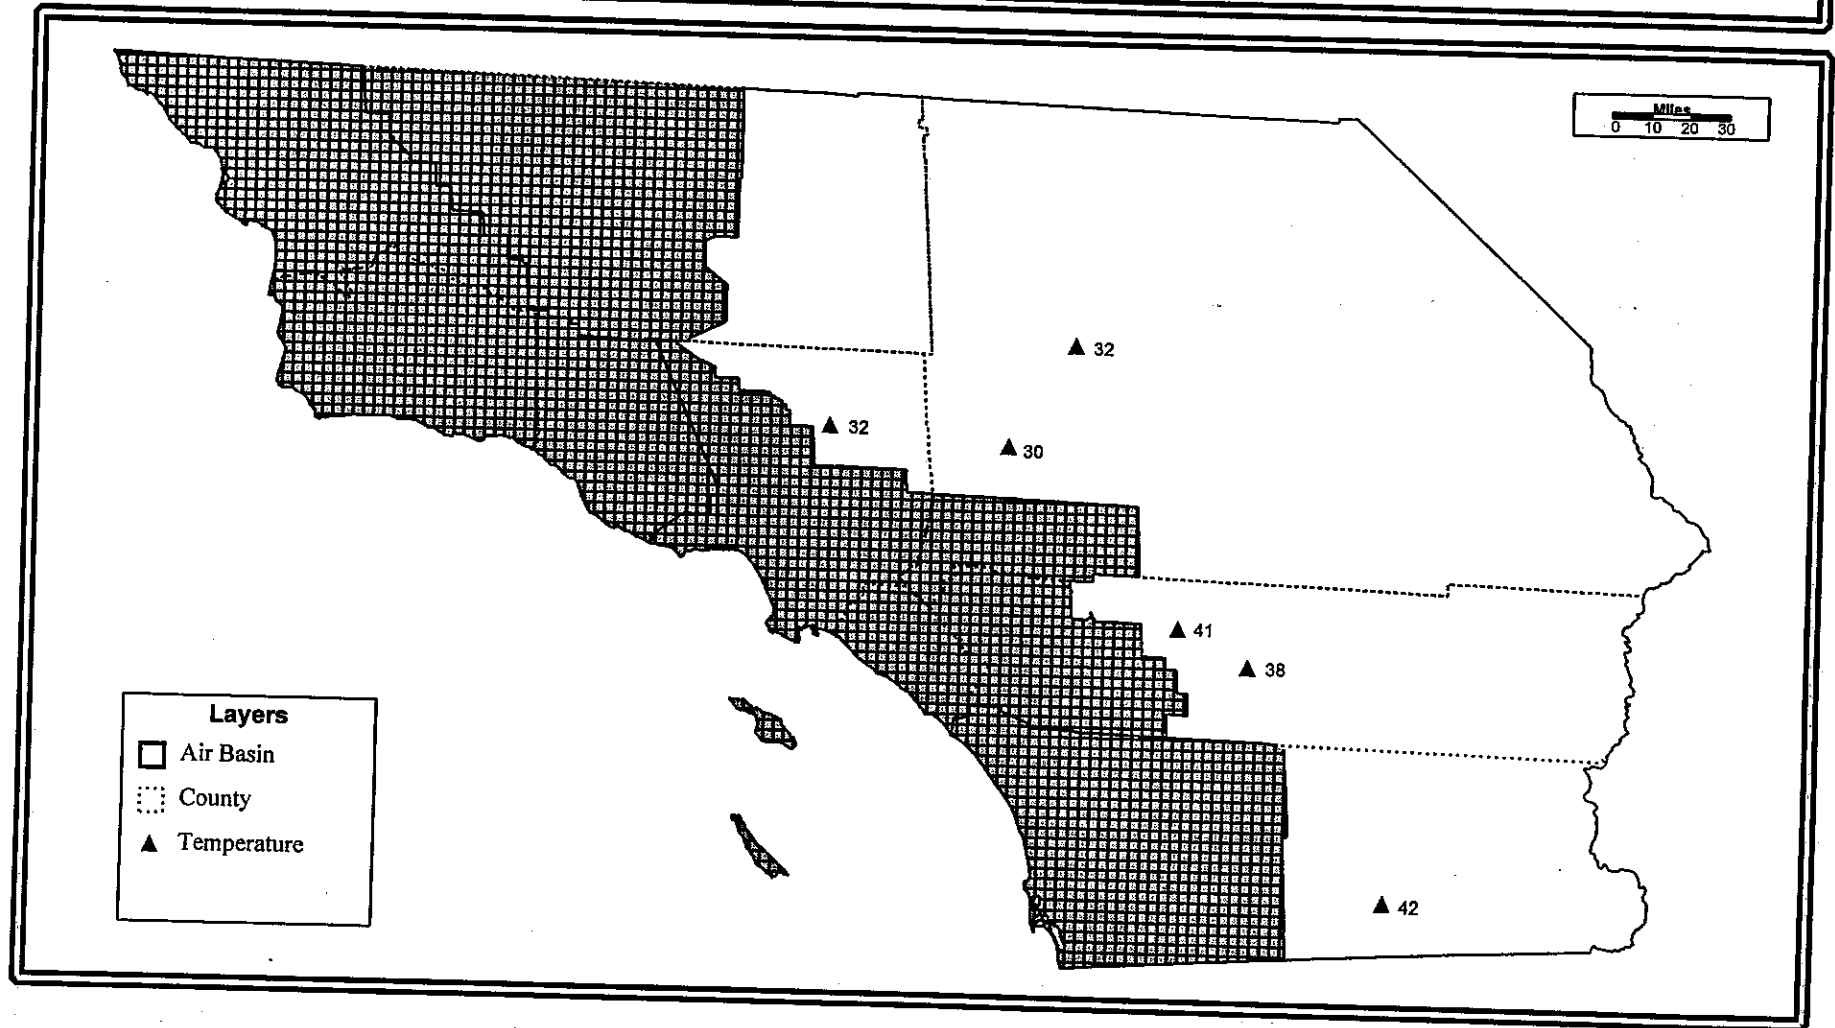 Miles
0 10 20 30
32
32
30
41
38
42
Layers
Air Basin
County
Temperature